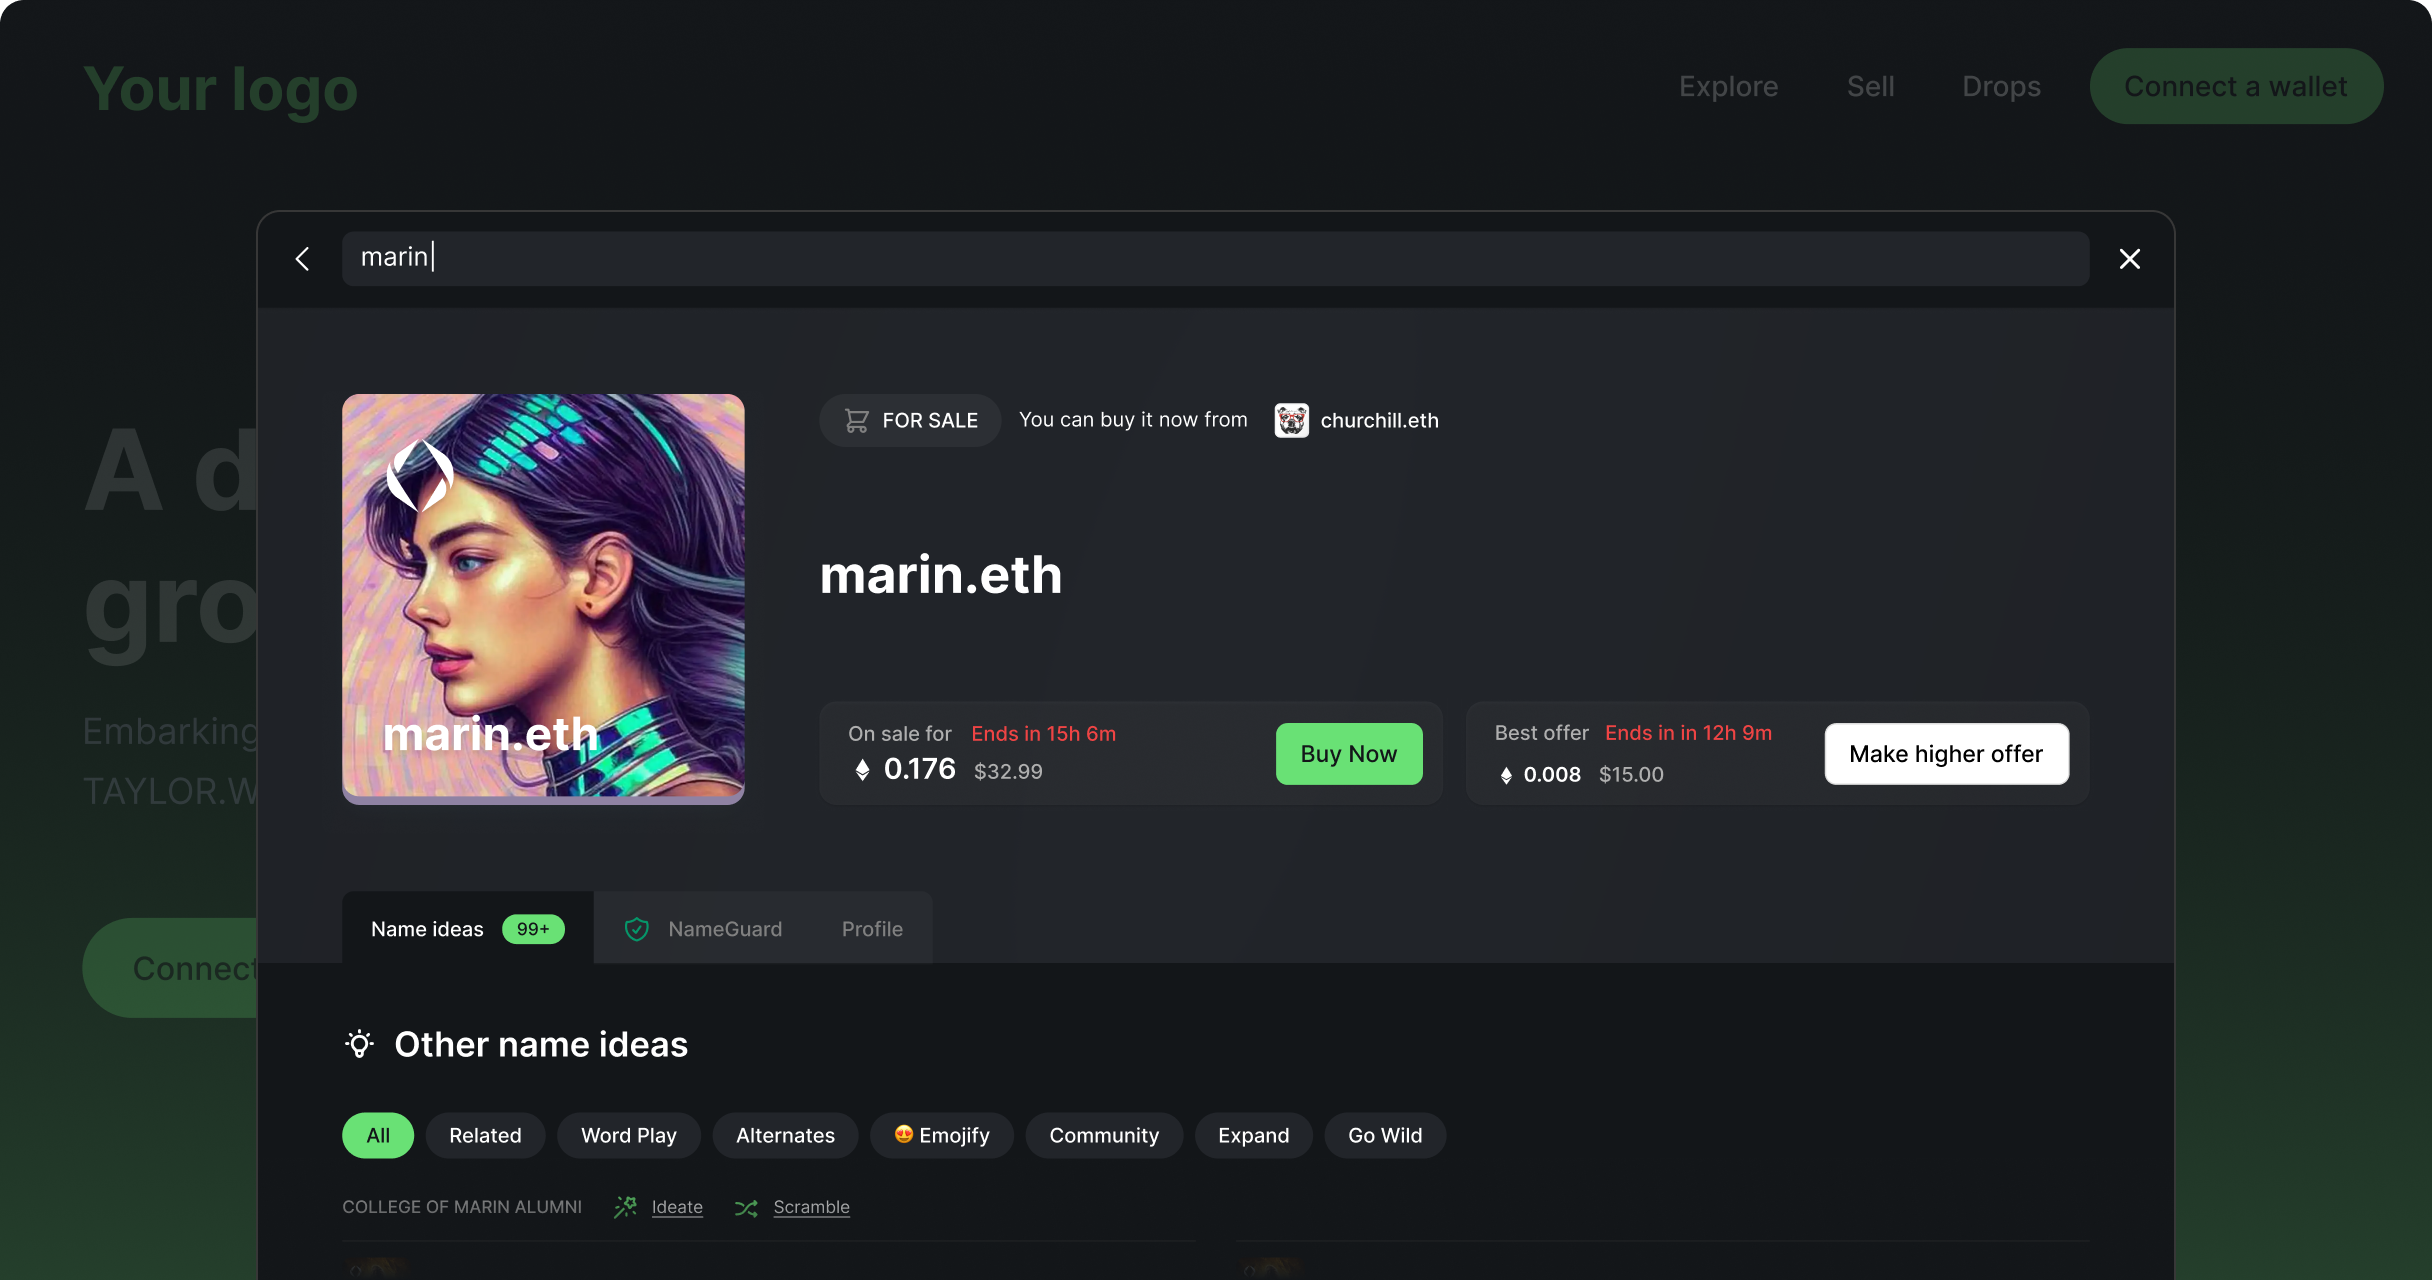 Your logo
Explore Sell Drops Connect a wallet
marin
A d
gro
Embarking
TAYLOR.W
Connect
marin.eth
FOR SALE You can buy it now from churchill.eth
marin.eth
On sale for Ends in 15h 6m
0.176 $32.99
Buy Now
Best offer Ends in in 12h 9m
0.008 $15.00
Make higher offer
Name ideas 99+ NameGuard Profile
Other name ideas
All Related Word Play Alternates 😍 Emojify Community Expand Go Wild
COLLEGE OF MARIN ALUMNI Ideate Scramble